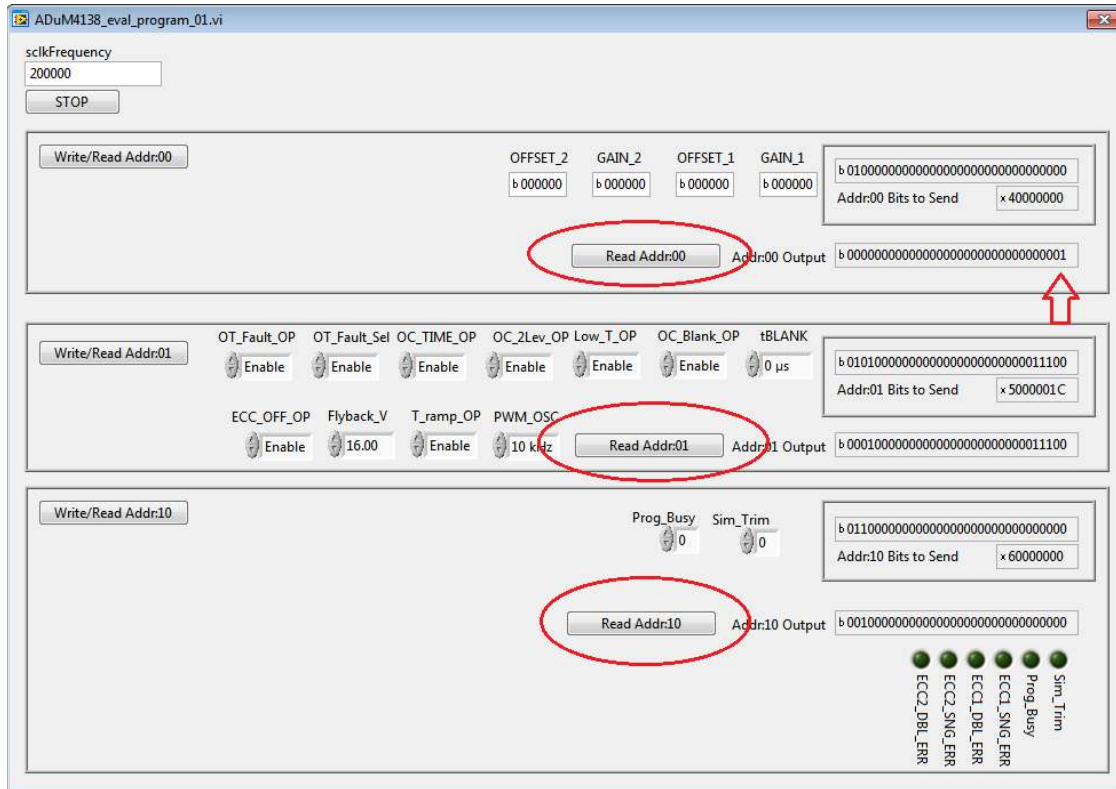 ADuM4138_eval_program_01.vi
sclkFrequency
200000
STOP
Write/Read Addr:00
OFFSET_2 GAIN_2 OFFSET_1 GAIN_1
b 000000 b 000000 b 000000 b 000000
b 01000000000000000000000000000000
Addr:00 Bits to Send x 40000000
Read Addr:00 Addr:00 Output b 00000000000000000000000000000001
Write/Read Addr:01
OT_Fault_OP OT_Fault_Sel OC_TIME_OP OC_2Lev_OP Low_T_OP OC_Blank_OP tBLANK
Enable Enable Enable Enable Enable Enable 0 µs
b 01010000000000000000000000011100
Addr:01 Bits to Send x 5000001C
ECC_OFF_OP Flyback_V T_ramp_OP PWM_OSC
Enable 16.00 Enable 10 kHz
Read Addr:01 Addr:01 Output b 00010000000000000000000000011100
Write/Read Addr:10
Prog_Busy Sim_Trim
0 0
b 01100000000000000000000000000000
Addr:10 Bits to Send x 60000000
Read Addr:10 Addr:10 Output b 00100000000000000000000000000000
ECC2_DBL_ERR
ECC2_SNG_ERR
ECC1_DBL_ERR
ECC1_SNG_ERR
Prog_Busy
Sim_Trim